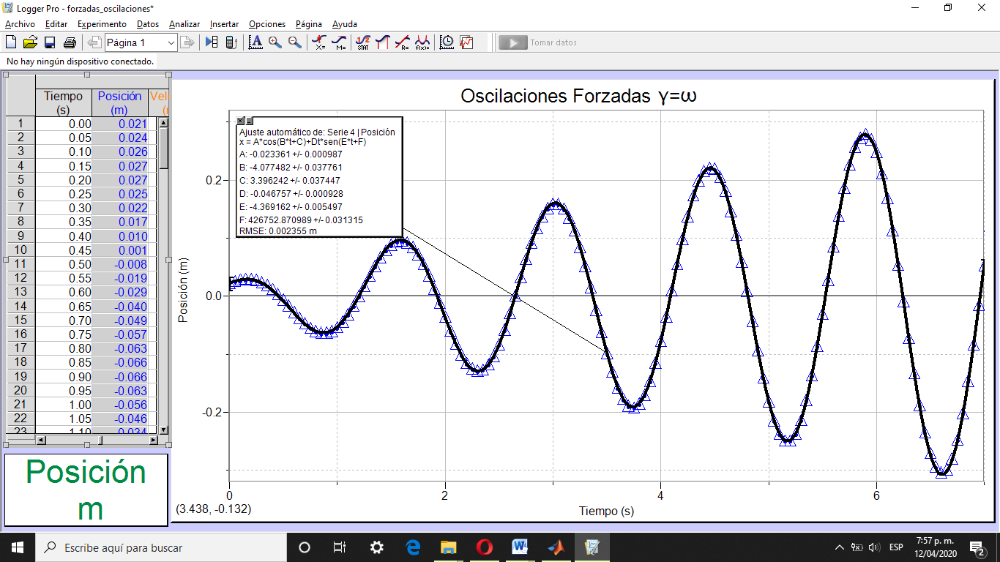 Logger Pro - forzadas_oscilaciones*
Archivo Editar Experimento Datos Analizar Insertar Opciones Página Ayuda
Página 1
X= M= 1/2 STAT R= f(x)=
Tomar datos
No hay ningún dispositivo conectado.
Tiempo Posición
(s) (m)
1 0.00 0.021
2 0.05 0.024
3 0.10 0.026
4 0.15 0.027
5 0.20 0.027
6 0.25 0.025
7 0.30 0.022
8 0.35 0.017
9 0.40 0.010
10 0.45 0.001
11 0.50 -0.008
12 0.55 -0.019
13 0.60 -0.029
14 0.65 -0.040
15 0.70 -0.049
16 0.75 -0.057
17 0.80 -0.063
18 0.85 -0.066
19 0.90 -0.066
20 0.95 -0.063
21 1.00 -0.056
22 1.05 -0.046
23 1.10 -0.034
Posición
m
Oscilaciones Forzadas γ=ω
Ajuste automático de: Serie 4 | Posición
x = A*cos(B*t+C)+Dt*sen(E*t+F)
A: -0.023361 +/- 0.000987
B: -4.077482 +/- 0.037761
C: 3.396242 +/- 0.037447
D: -0.046757 +/- 0.000928
E: -4.369162 +/- 0.005497
F: 426752.870989 +/- 0.031315
RMSE: 0.002355 m
0.2
0.0
-0.2
Posición (m)
0 2 4 6
(3.438, -0.132)
Tiempo (s)
Escribe aquí para buscar
ESP
7:57 p. m.
12/04/2020
2